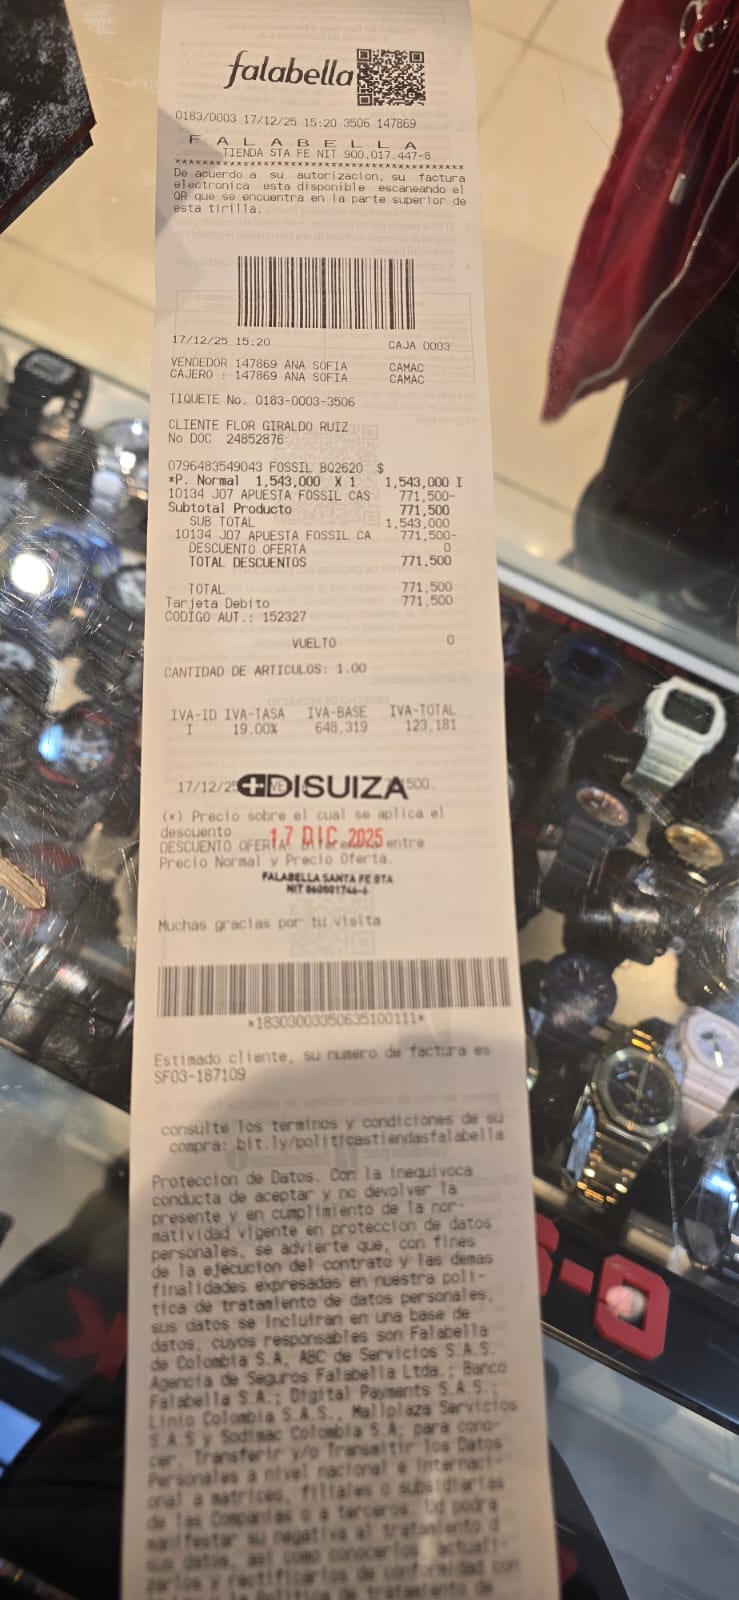 falabella
0183/0003 17/12/25 15:20 3506 147869
F A L A B E L L A
TIENDA STA FE NIT 900.017.447-8
***************************************************
De acuerdo a su autorizacion, su factura
electronica esta disponible escaneando el
QR que se encuentra en la parte superior de
esta tirilla.
17/12/25 15:20 CAJA 0003
VENDEDOR 147869 ANA SOFIA CAMAC
CAJERO : 147869 ANA SOFIA CAMAC
TIQUETE No. 0183-0003-3506
CLIENTE FLOR GIRALDO RUIZ
No DOC 24852876
0796483549043 FOSSIL BQ2620 $
*P. Normal 1,543,000 X 1 1,543,000 I
10134 J07 APUESTA FOSSIL CAS 771,500-
Subtotal Producto 771,500
SUB TOTAL 1,543,000
10134 J07 APUESTA FOSSIL CA 771,500-
DESCUENTO OFERTA 0
TOTAL DESCUENTOS 771,500
TOTAL 771,500
Tarjeta Debito 771,500
CODIGO AUT.: 152327
VUELTO 0
CANTIDAD DE ARTICULOS: 1.00
IVA-ID IVA-TASA IVA-BASE IVA-TOTAL
I 19.00% 648,319 123,181
17/12/25 DISUIZA 500.
(*) Precio sobre el cual se aplica el
descuento
17 DIC 2025
DESCUENTO OFERTA: Diferencia entre
Precio Normal y Precio Oferta.
FALABELLA SANTA FE BTA
NIT 860501744-4
Muchas gracias por tu visita
*18303003350635100111*
Estimado cliente, su numero de factura es
SF03-187109
consulte los terminos y condiciones de su
compra: bit.ly/politicastiendasfalabella
Proteccion de Datos. Con la inequivoca
conducta de aceptar y no devolver la
presente y en cumplimiento de la nor-
matividad vigente en proteccion de datos
personales, se advierte que, con fines
de la ejecucion del contrato y las demas
finalidades expresadas en nuestra poli-
tica de tratamiento de datos personales,
sus datos se incluiran en una base de
datos, cuyos responsables son Falabella
de Colombia S.A, ABC de Servicios S.A.S.
Agencia de Seguros Falabella Ltda.; Banco
Falabella S.A.; Digital Payments S.A.S.;
Linio Colombia S.A.S., Mallplaza Servicios
S.A.S y Sodimac Colombia S.A; para cono-
cer, Transferir y/o Transmitir los Datos
Personales a nivel nacional e internaci-
onal a matrices, filiales o subsidiarias
de las Companias o a terceros. Ud podra
manifestar su negativa al tratamiento d
sus datos, asi como conocerlos, actuali-
zarlos y rectificarlos de conformidad con
la Politica de tratamiento de